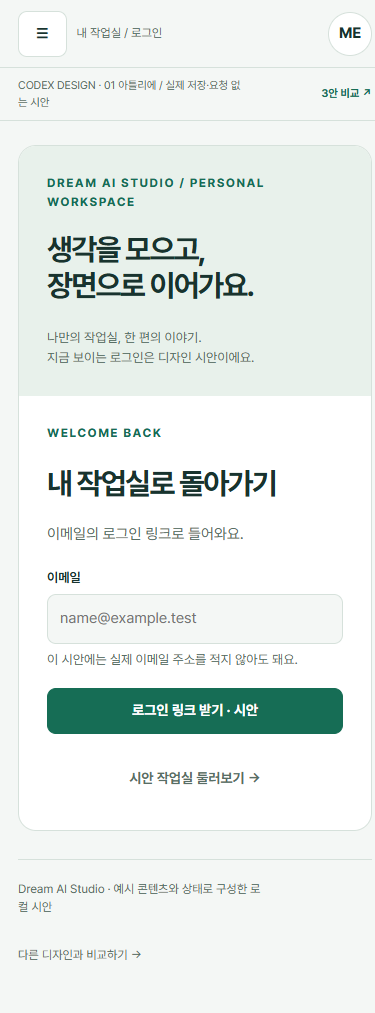 ☰
내 작업실 / 로그인
ME
CODEX DESIGN · 01 아틀리에 / 실제 저장·요청 없
는 시안
3안 비교 ↗
DREAM AI STUDIO / PERSONAL
WORKSPACE
생각을 모으고,
장면으로 이어가요.
나만의 작업실, 한 편의 이야기.
지금 보이는 로그인은 디자인 시안이에요.
WELCOME BACK
내 작업실로 돌아가기
이메일의 로그인 링크로 들어와요.
이메일
name@example.test
이 시안에는 실제 이메일 주소를 적지 않아도 돼요.
로그인 링크 받기 · 시안
시안 작업실 둘러보기 →
Dream AI Studio · 예시 콘텐츠와 상태로 구성한 로
컬 시안
다른 디자인과 비교하기 →